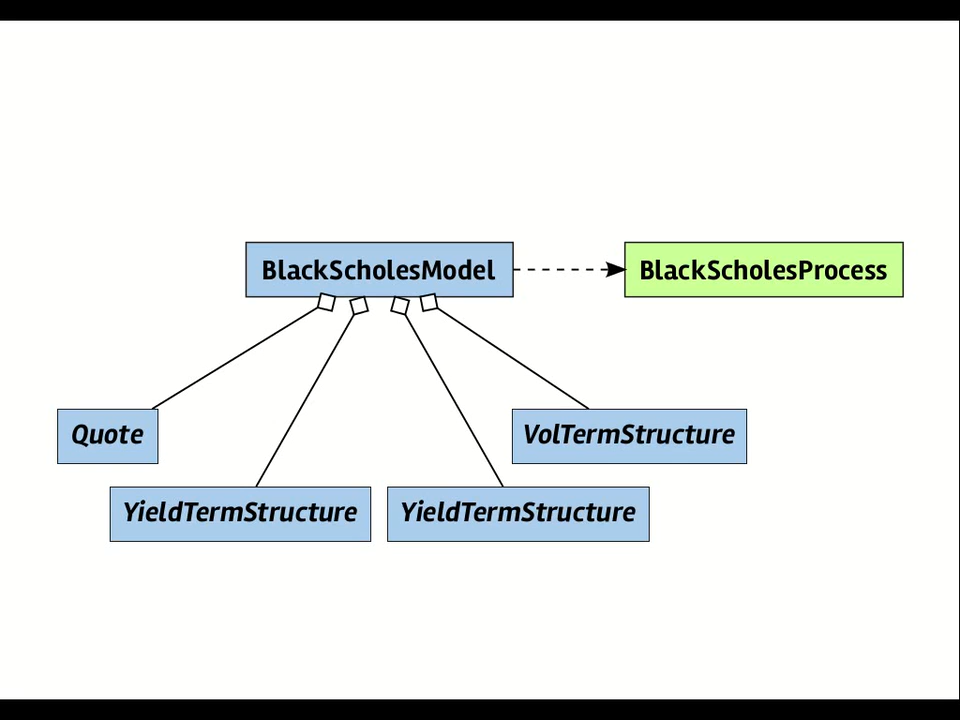 BlackScholesModel
BlackScholesProcess
Quote
VolTermStructure
YieldTermStructure
YieldTermStructure